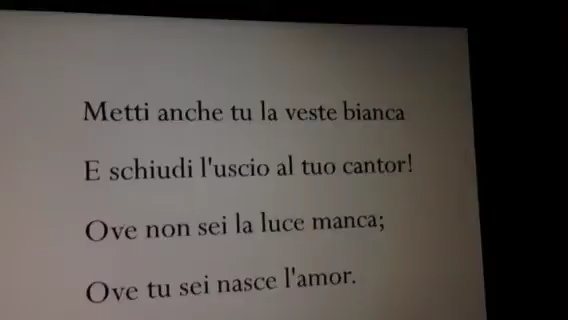 Metti anche tu la veste bianca
E schiudi l'uscio al tuo cantor!
Ove non sei la luce manca;
Ove tu sei nasce l'amor.